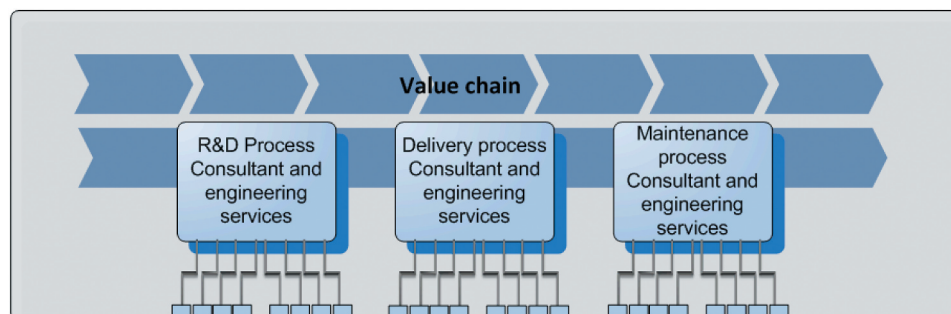 Value chain
R&D Process
Consultant and
engineering
services
Delivery process
Consultant and
engineering
services
Maintenance
process
Consultant and
engineering
services